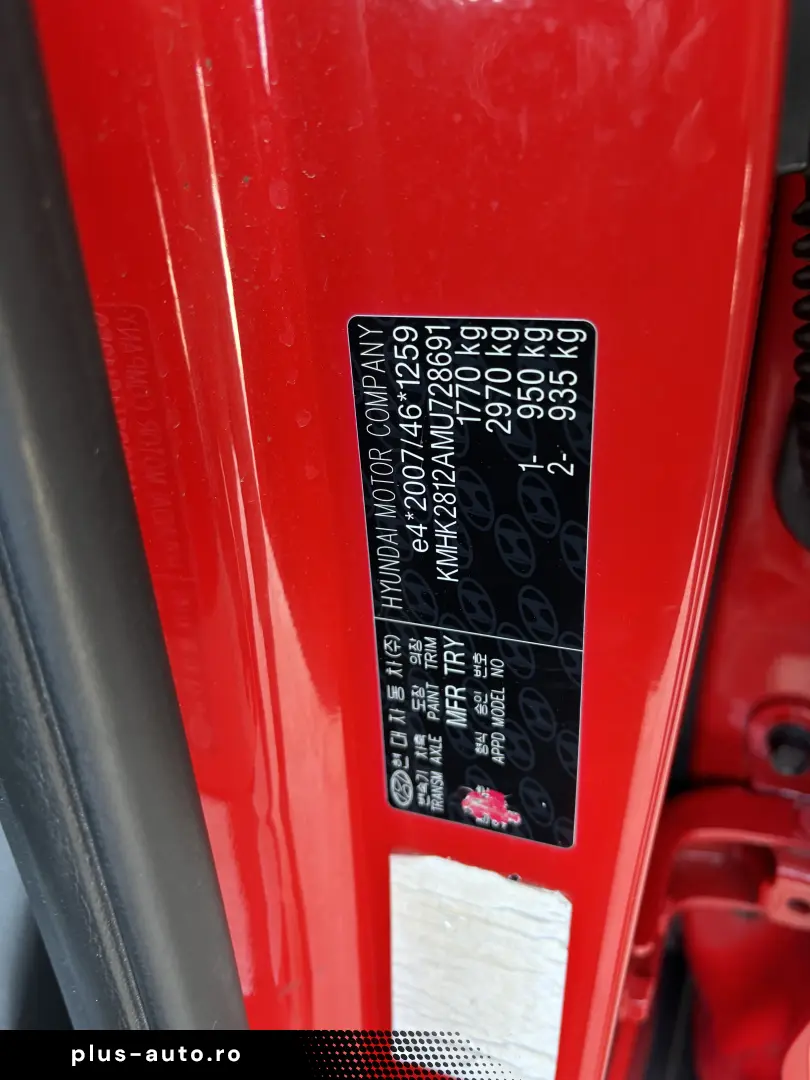 HYUNDAI MOTOR COMPANY
e4*2007/46*1259
KMHK2812AMU728691
1770 kg
2970 kg
1- 950 kg
2- 935 kg
현대자동차(주)
변속기 차축 도장 의장
TRANSM AXLE PAINT TRIM
MFR TRY
형식 승인 번호
APPD MODEL NO
plus-auto.ro